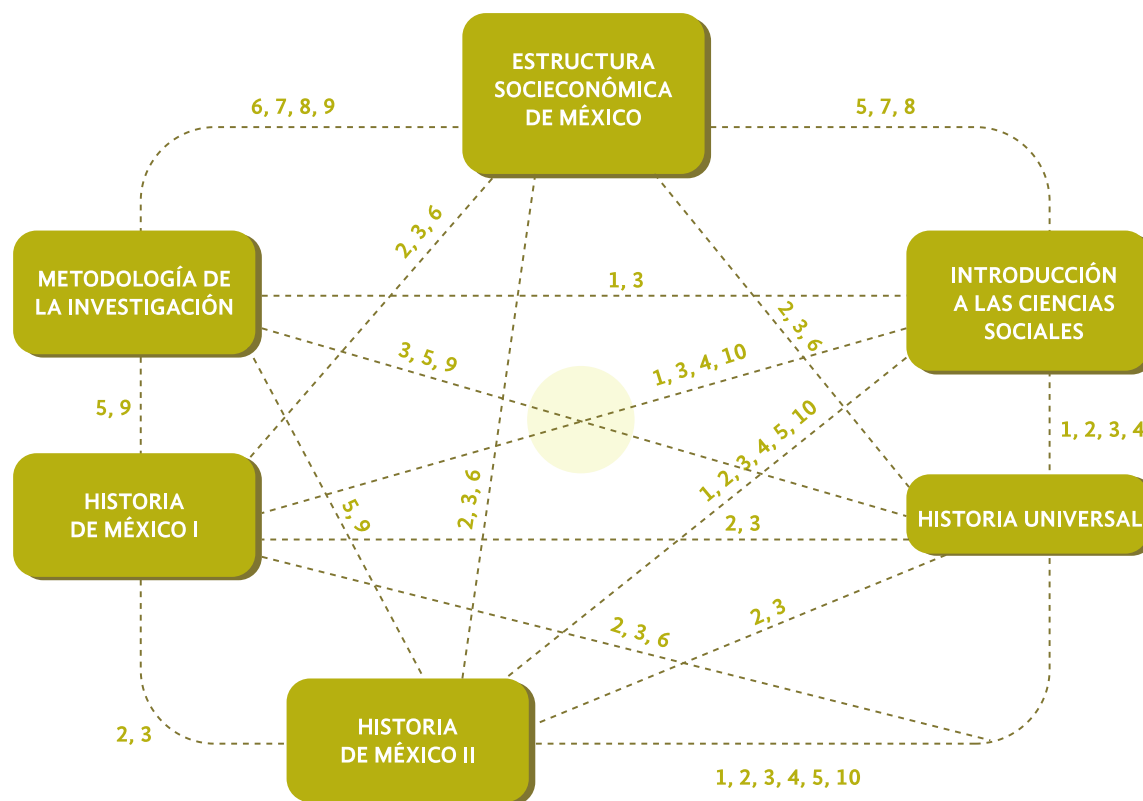 ESTRUCTURA
SOCIECONÓMICA
DE MÉXICO
6, 7, 8, 9
5, 7, 8
2, 3, 6
METODOLOGÍA DE
LA INVESTIGACIÓN
1, 3
INTRODUCCIÓN
A LAS CIENCIAS
SOCIALES
2, 3, 6
3, 5, 9
1, 3, 4, 10
5, 9
1, 2, 3, 4
1, 2, 3, 4, 5, 10
HISTORIA
DE MÉXICO I
5, 9
2, 3, 6
2, 3
HISTORIA UNIVERSAL
2, 3
2, 3, 6
2, 3
HISTORIA
DE MÉXICO II
1, 2, 3, 4, 5, 10